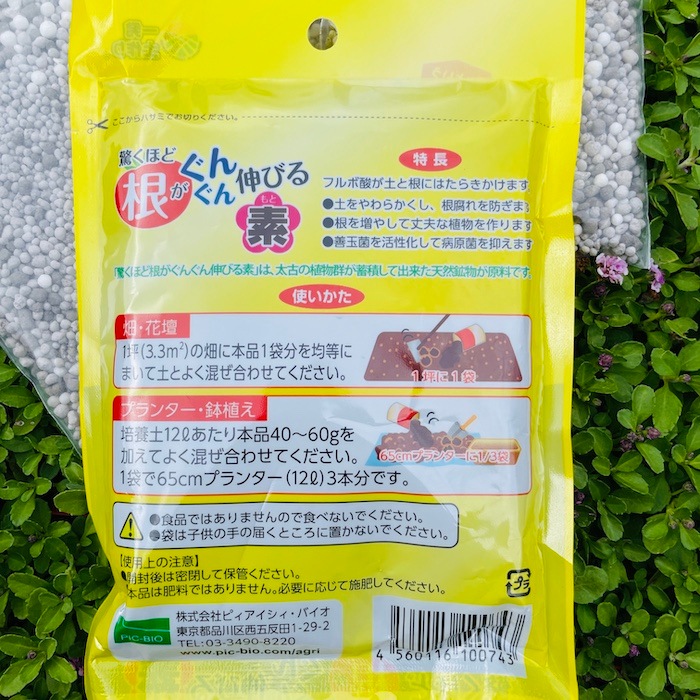 ここからハサミでお切りください。
驚くほど
根がぐんぐん伸びる
素
もと
特長
フルボ酸が土と根にはたらきかけます
●土をやわらかくし、根腐れを防ぎます
●根を増やして丈夫な植物を作ります
●善玉菌を活性化して病原菌を抑えます
「驚くほど根がぐんぐん伸びる素」は、太古の植物群が蓄積して出来た天然鉱物が原料です
使いかた
畑・花壇
1坪(3.3m²)の畑に本品1袋分を均等に
まいて土とよく混ぜ合わせてください。
1坪に1袋
プランター・鉢植え
培養土12ℓあたり本品40〜60gを
加えてよく混ぜ合わせてください。
1袋で65cmプランター(12ℓ)3本分です。
65cmプランターに1/3袋
●食品ではありませんので食べないでください。
●袋は子供の手の届くところに置かないでください。
【使用上の注意】
●開封後は密閉して保管ください。
●本品は肥料ではありません。必要に応じて施肥してください。
プラ
PIC-BIO
株式会社ピィアイシィ・バイオ
東京都品川区西五反田1-29-2
TEL:03-3490-8220
www.pic-bio.com/agri
4 560116 100743